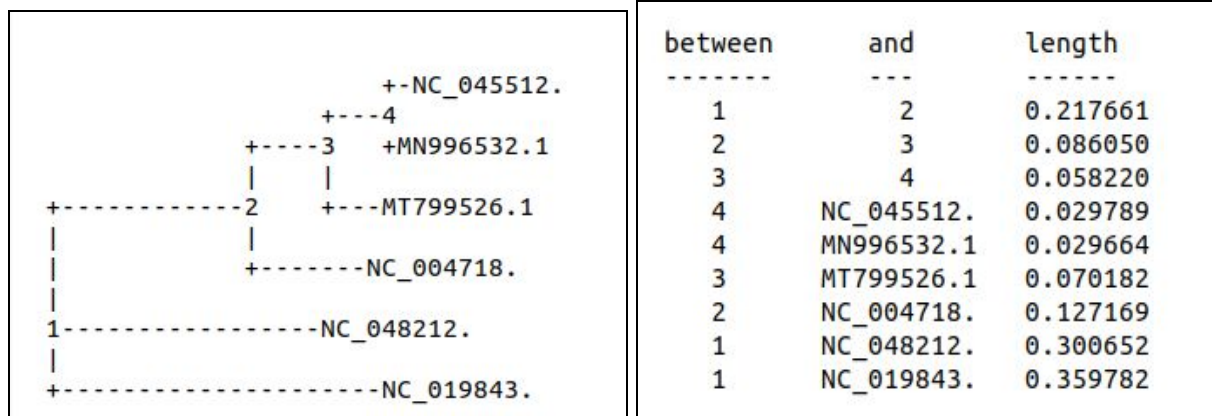 +-NC_045512.
+---4
+----3 +MN996532.1
| |
+------------2 +---MT799526.1
| |
| +-------NC_004718.
|
1-----------------NC_048212.
|
+---------------------NC_019843.
between and length
------- --- ------
1 2 0.217661
2 3 0.086050
3 4 0.058220
4 NC_045512. 0.029789
4 MN996532.1 0.029664
3 MT799526.1 0.070182
2 NC_004718. 0.127169
1 NC_048212. 0.300652
1 NC_019843. 0.359782